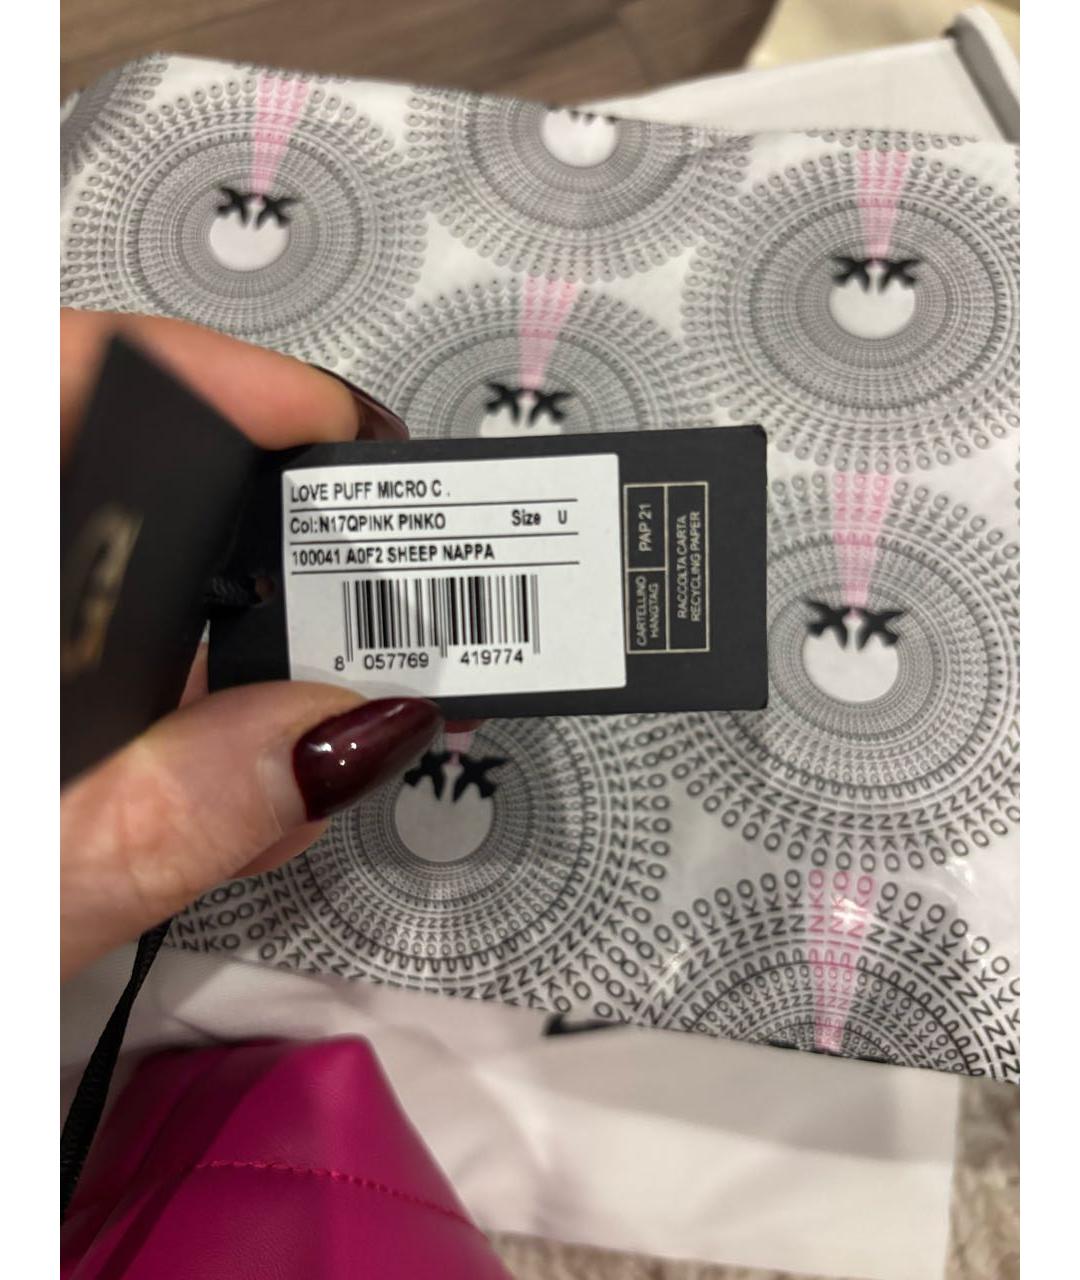 LOVE PUFF MICRO C .
Col:N17QPINK PINKO Size U
100041 A0F2 SHEEP NAPPA
8 057769 419774
CARTELLINO
HANGTAG
PAP 21
RACCOLTA CARTA
RECYCLING PAPER
PINKO